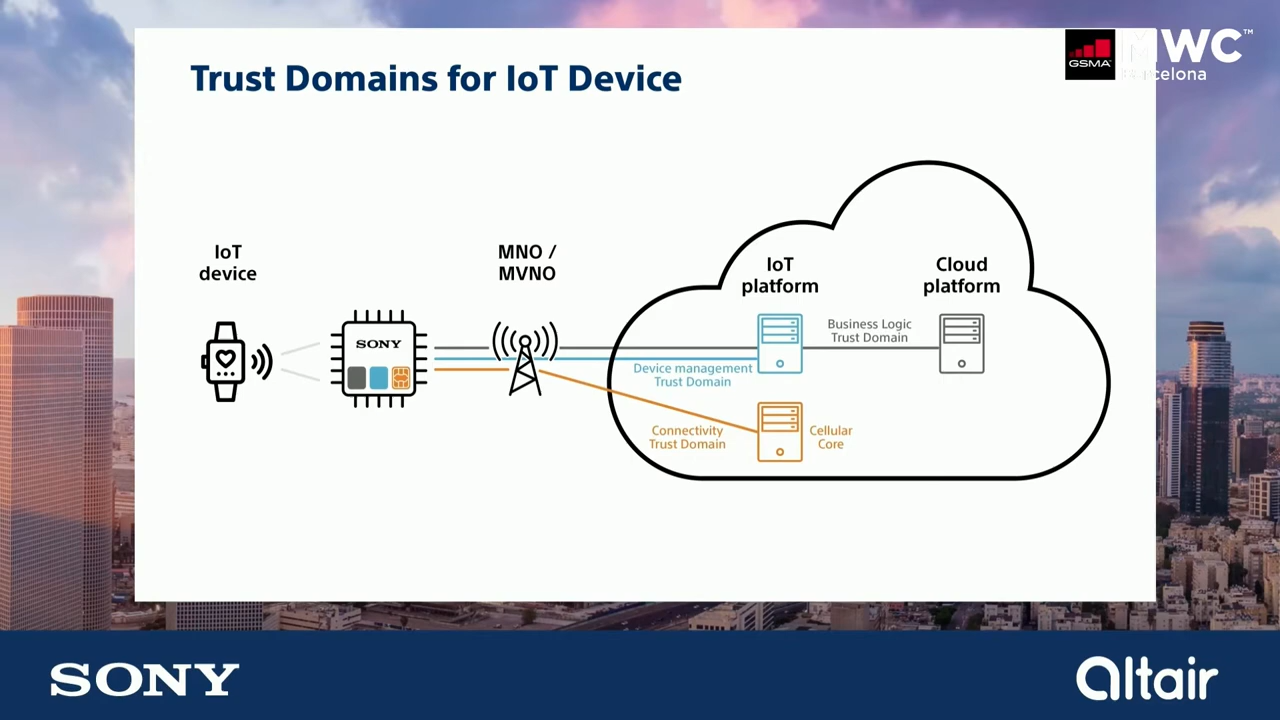 Trust Domains for IoT Device
GSMA
MWC™
Barcelona
IoT
device
MNO /
MVNO
IoT
platform
Cloud
platform
SONY
Business Logic
Trust Domain
Device management
Trust Domain
Connectivity
Trust Domain
Cellular
Core
SONY
altair